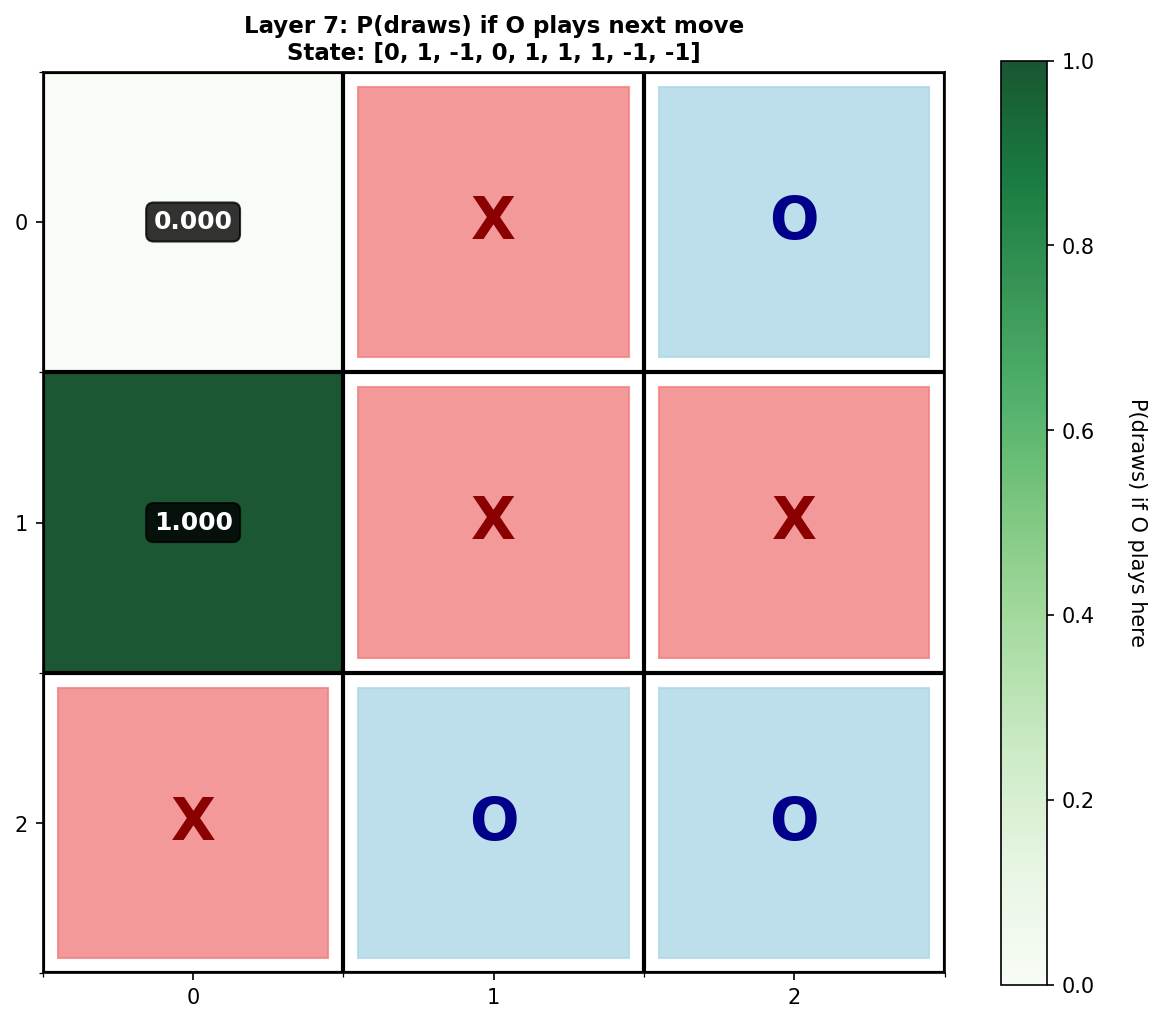 Layer 7: P(draws) if O plays next move
State: [0, 1, -1, 0, 1, 1, 1, -1, -1]
0
0.000
X
O
1
1.000
X
X
2
X
O
O
0
1
2
1.0
0.8
0.6
0.4
0.2
0.0
P(draws) if O plays here